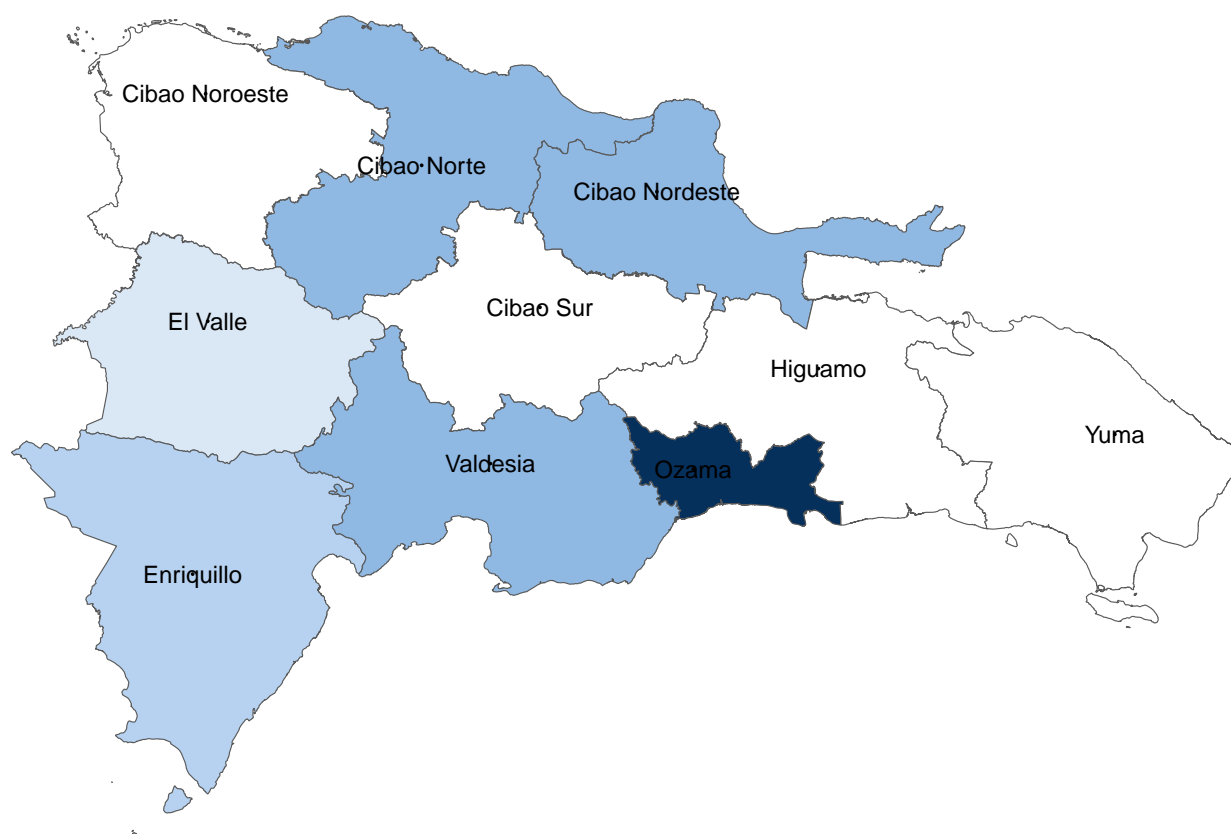 Cibao Noroeste
Cibao Norte
Cibao Nordeste
Cibao Sur
El Valle
Higuamo
Yuma
Valdesia
Ozama
Enriquillo